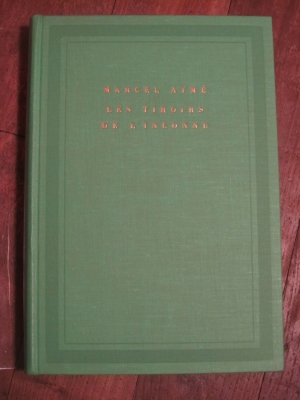 MARCEL AYMÉ
LES TIROIRS
DE L'INCONNU